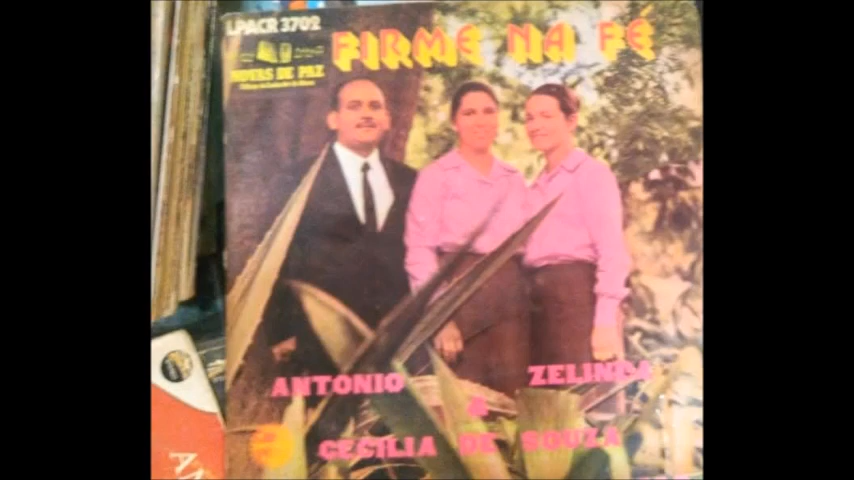 LPACR 3702
FIRME NA FÉ
NOVAS DE PAZ
ANTONIO
ZELINDA
&
CECILIA DE SOUZA